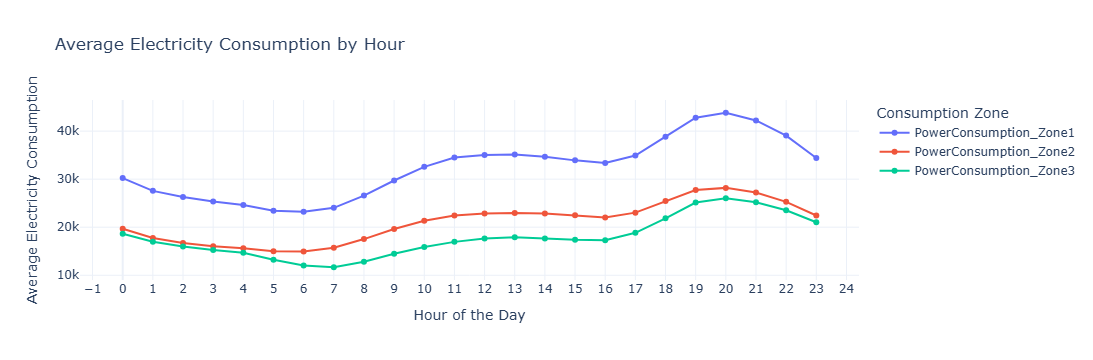 Average Electricity Consumption by Hour
Average Electricity Consumption
40k
30k
20k
10k
−1 0 1 2 3 4 5 6 7 8 9 10 11 12 13 14 15 16 17 18 19 20 21 22 23 24
Hour of the Day
Consumption Zone
PowerConsumption_Zone1
PowerConsumption_Zone2
PowerConsumption_Zone3